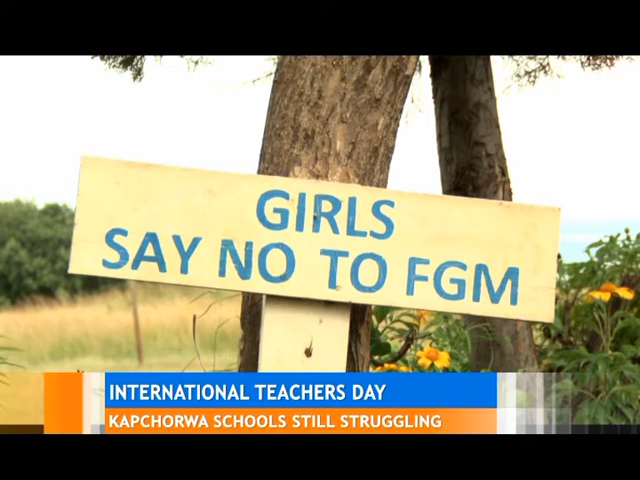 GIRLS
SAY NO TO FGM
INTERNATIONAL TEACHERS DAY
KAPCHORWA SCHOOLS STILL STRUGGLING